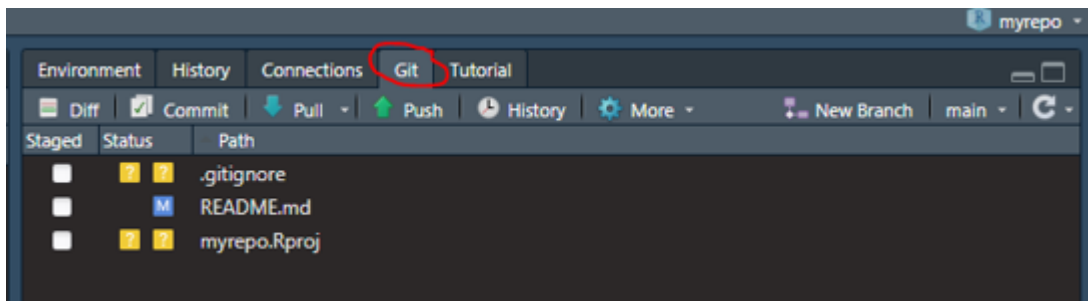 myrepo
Environment History Connections Git Tutorial
Diff Commit Pull Push History More New Branch main
Staged Status Path
? ? .gitignore
M README.md
? ? myrepo.Rproj